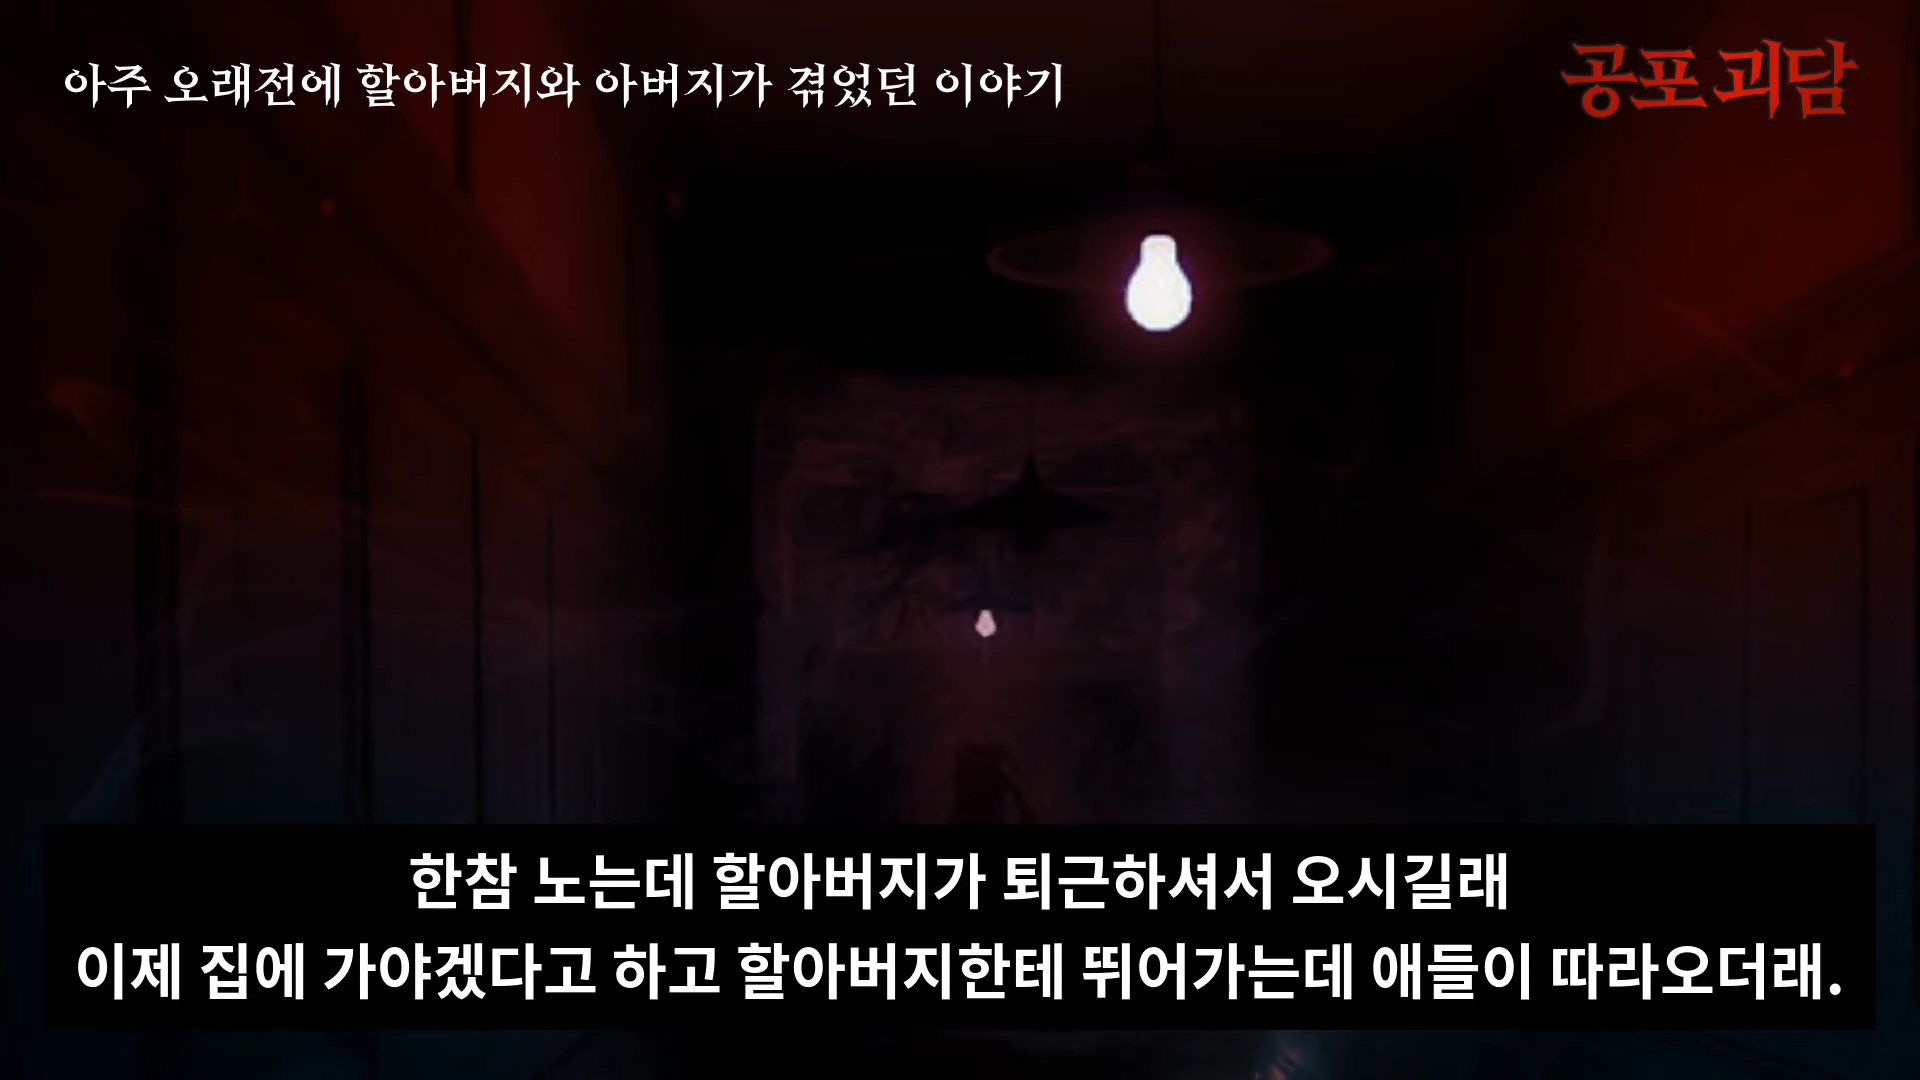 아주 오래전에 할아버지와 아버지가 겪었던 이야기
공포 괴담
한참 노는데 할아버지가 퇴근하셔서 오시길래
이제 집에 가야겠다고 하고 할아버지한테 뛰어가는데 애들이 따라오더래.